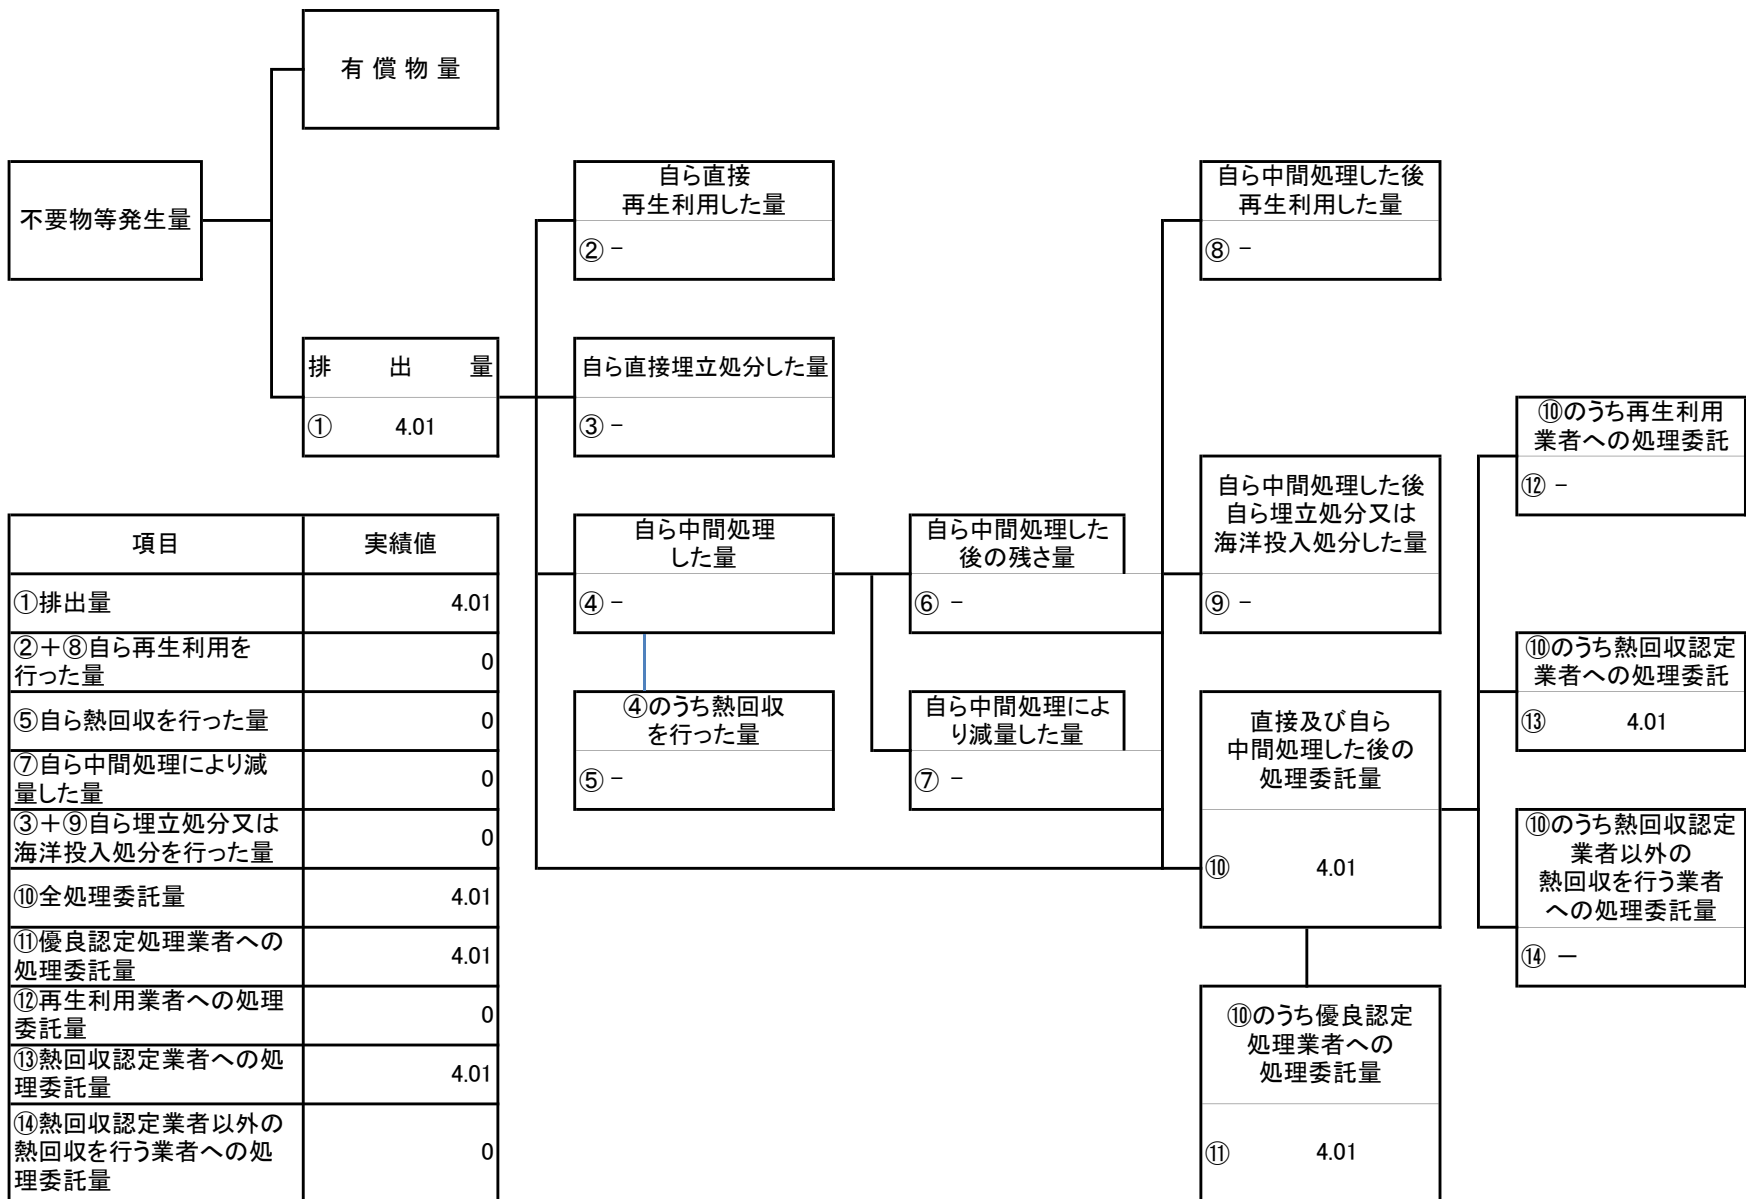 有 償 物 量
不要物等発生量
自ら直接
再生利用した量
② −
自ら中間処理した後
再生利用した量
⑧ −
排 出 量
① 4.01
自ら直接埋立処分した量
③ −
⑩のうち再生利用
業者への処理委託
⑫ −
自ら中間処理
した量
④ −
自ら中間処理した
後の残さ量
⑥ −
自ら中間処理した後
自ら埋立処分又は
海洋投入処分した量
⑨ −
⑩のうち熱回収認定
業者への処理委託
⑬ 4.01
④のうち熱回収
を行った量
⑤ −
自ら中間処理によ
り減量した量
⑦ −
直接及び自ら
中間処理した後の
処理委託量
⑩ 4.01
⑩のうち熱回収認定
業者以外の
熱回収を行う業者
への処理委託量
⑭ −
⑩のうち優良認定
処理業者への
処理委託量
⑪ 4.01
項目 実績値
①排出量 4.01
②＋⑧自ら再生利用を
行った量 0
⑤自ら熱回収を行った量 0
⑦自ら中間処理により減
量した量 0
③＋⑨自ら埋立処分又は
海洋投入処分を行った量 0
⑩全処理委託量 4.01
⑪優良認定処理業者への
処理委託量 4.01
⑫再生利用業者への処理
委託量 0
⑬熱回収認定業者への処
理委託量 4.01
⑭熱回収認定業者以外の
熱回収を行う業者への処
理委託量 0